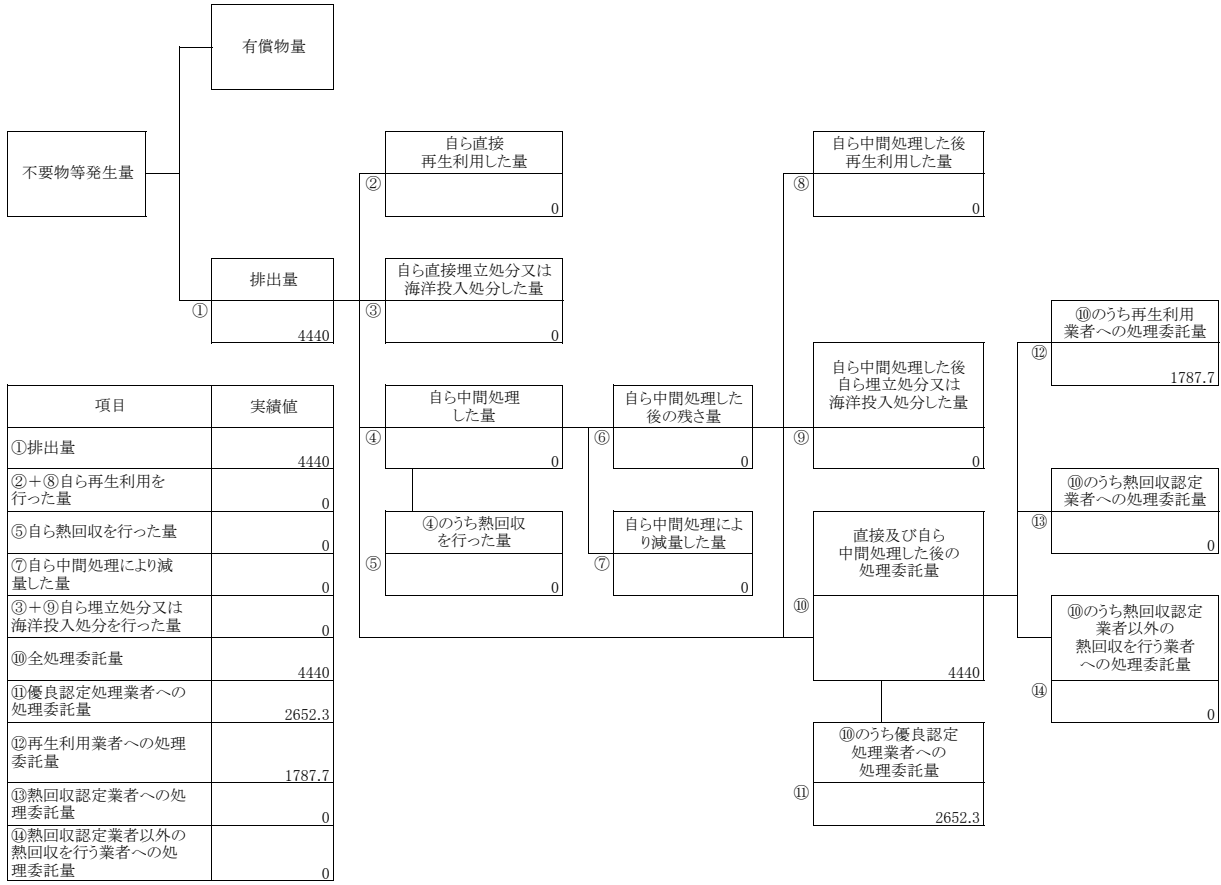 有償物量
不要物等発生量
自ら直接
再生利用した量
②
0
自ら中間処理した後
再生利用した量
⑧
0
排出量
①
4440
自ら直接埋立処分又は
海洋投入処分した量
③
0
⑩のうち再生利用
業者への処理委託量
⑫
1787.7
自ら中間処理した後
自ら埋立処分又は
海洋投入処分した量
⑨
0
自ら中間処理
した量
④
0
自ら中間処理した
後の残さ量
⑥
0
⑩のうち熱回収認定
業者への処理委託量
⑬
0
④のうち熱回収
を行った量
⑤
0
自ら中間処理によ
り減量した量
⑦
0
直接及び自ら
中間処理した後の
処理委託量
⑩
4440
⑩のうち熱回収認定
業者以外の
熱回収を行う業者
への処理委託量
⑭
0
⑩のうち優良認定
処理業者への
処理委託量
⑪
2652.3
項目 実績値
①排出量
4440
②＋⑧自ら再生利用を
行った量
0
⑤自ら熱回収を行った量
0
⑦自ら中間処理により減
量した量
0
③＋⑨自ら埋立処分又は
海洋投入処分を行った量
0
⑩全処理委託量
4440
⑪優良認定処理業者への
処理委託量
2652.3
⑫再生利用業者への処理
委託量
1787.7
⑬熱回収認定業者への処
理委託量
0
⑭熱回収認定業者以外の
熱回収を行う業者への処
理委託量
0